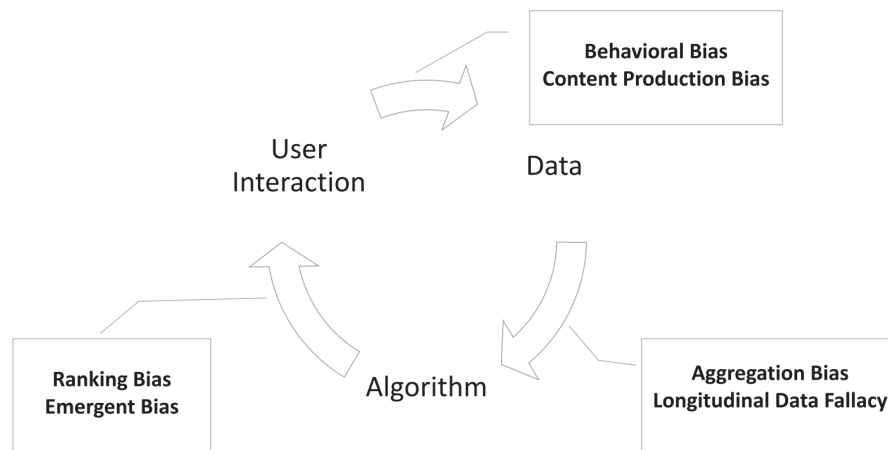 Behavioral Bias
Content Production Bias
User
Interaction
Data
Ranking Bias
Emergent Bias
Algorithm
Aggregation Bias
Longitudinal Data Fallacy